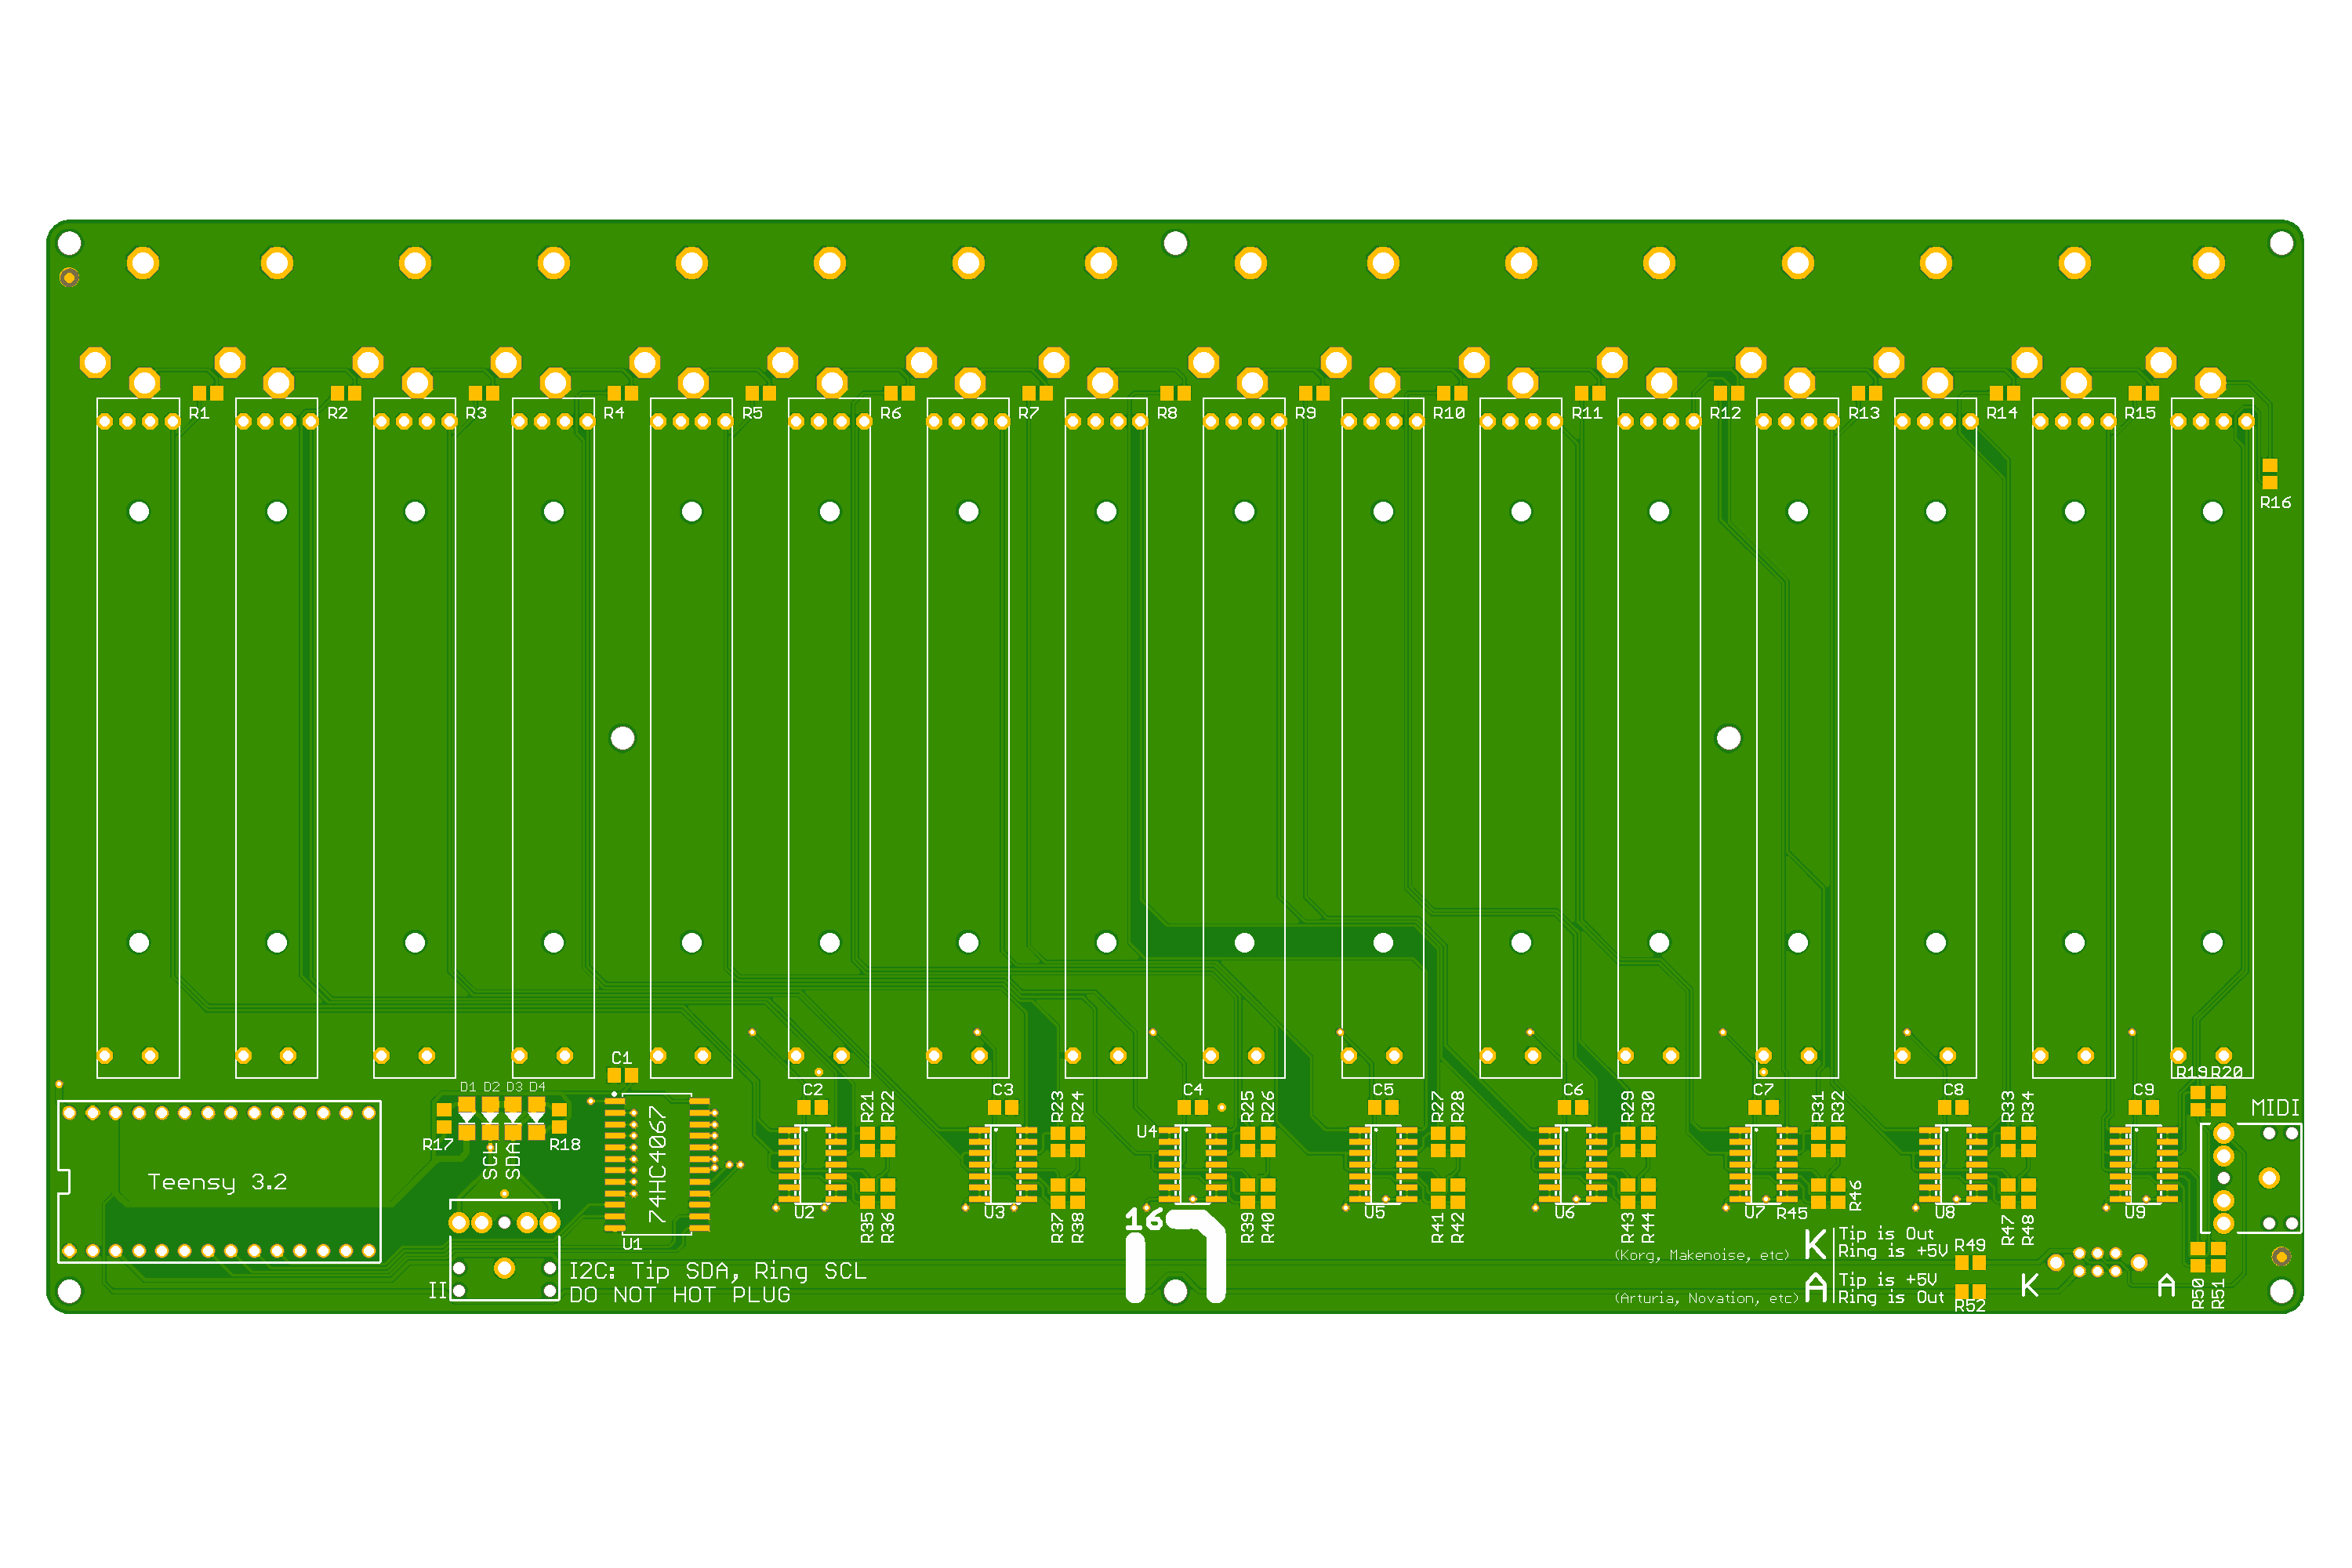 R1 R2 R3 R4 R5 R6 R7 R8 R9 R10 R11 R12 R13 R14 R15
R16
C1
R19 R20
D1 D2 D3 D4
C2 C3 C4 C5 C6 C7 C8 C9
R21 R22 R23 R24 R25 R26 R27 R28 R29 R30 R31 R32 R33 R34
MIDI
U4
R17 R18
SCL
SDA
74HC4067
Teensy 3.2
U2 U3 U5 U6 U7 R45 R46 U8 U9
16
R35 R36 R37 R38 R39 R40 R41 R42 R43 R44 R47 R48
U1
(Korg, Makenoise, etc) K
Tip is Out
Ring is +5V
R49
I2C: Tip SDA, Ring SCL
DO NOT HOT PLUG
II
(Arturia, Novation, etc) A
Tip is +5V
Ring is Out
R52
K A
R50 R51